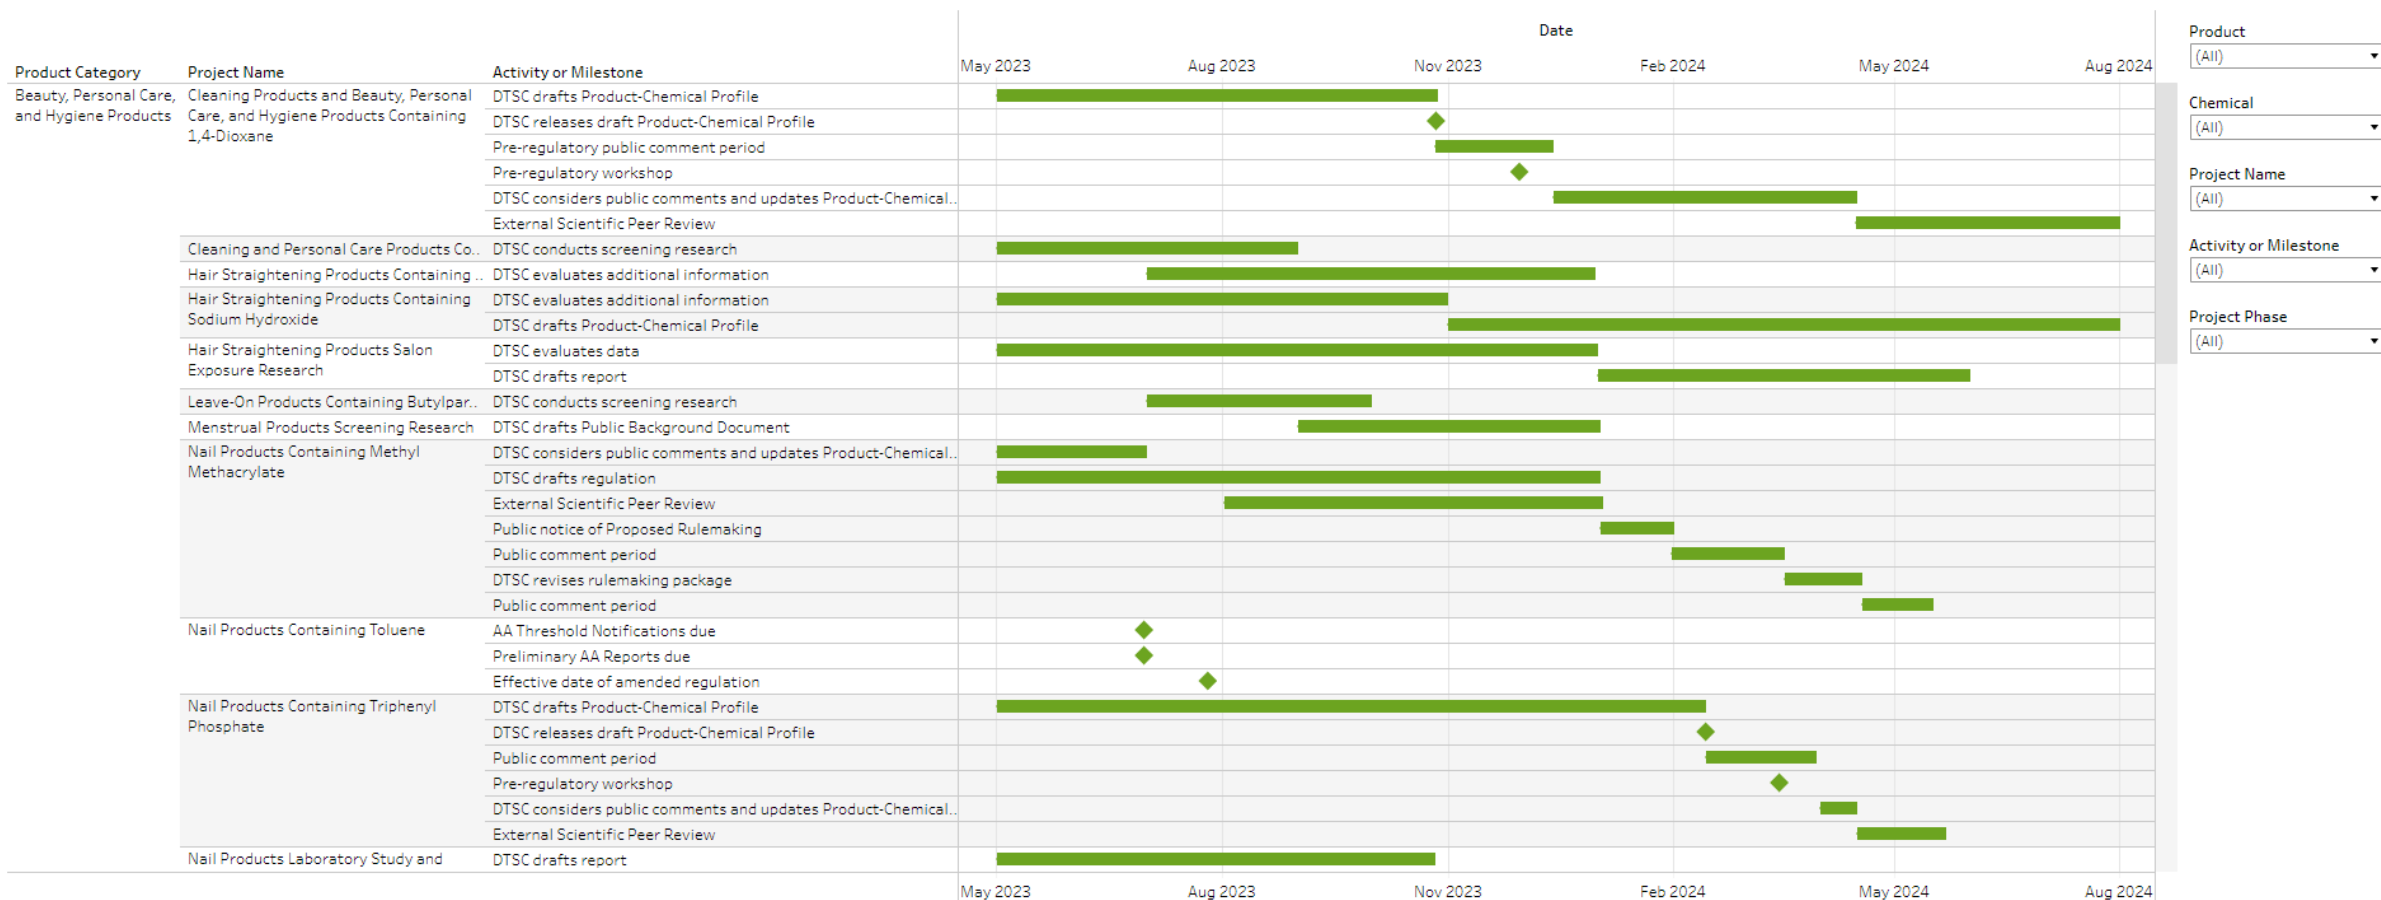 Date
Product
(All)
May 2023 Aug 2023 Nov 2023 Feb 2024 May 2024 Aug 2024
Product Category Project Name Activity or Milestone
Chemical
(All)
Project Name
(All)
Activity or Milestone
(All)
Project Phase
(All)
Beauty, Personal Care,
and Hygiene Products
Cleaning Products and Beauty, Personal
Care, and Hygiene Products Containing
1,4-Dioxane
DTSC drafts Product-Chemical Profile
DTSC releases draft Product-Chemical Profile
Pre-regulatory public comment period
Pre-regulatory workshop
DTSC considers public comments and updates Product-Chemical..
External Scientific Peer Review
Cleaning and Personal Care Products Co.. DTSC conducts screening research
Hair Straightening Products Containing .. DTSC evaluates additional information
Hair Straightening Products Containing
Sodium Hydroxide
DTSC evaluates additional information
DTSC drafts Product-Chemical Profile
Hair Straightening Products Salon
Exposure Research
DTSC evaluates data
DTSC drafts report
Leave-On Products Containing Butylpar.. DTSC conducts screening research
Menstrual Products Screening Research DTSC drafts Public Background Document
Nail Products Containing Methyl
Methacrylate
DTSC considers public comments and updates Product-Chemical..
DTSC drafts regulation
External Scientific Peer Review
Public notice of Proposed Rulemaking
Public comment period
DTSC revises rulemaking package
Public comment period
Nail Products Containing Toluene
AA Threshold Notifications due
Preliminary AA Reports due
Effective date of amended regulation
Nail Products Containing Triphenyl
Phosphate
DTSC drafts Product-Chemical Profile
DTSC releases draft Product-Chemical Profile
Public comment period
Pre-regulatory workshop
DTSC considers public comments and updates Product-Chemical..
External Scientific Peer Review
Nail Products Laboratory Study and DTSC drafts report
May 2023 Aug 2023 Nov 2023 Feb 2024 May 2024 Aug 2024